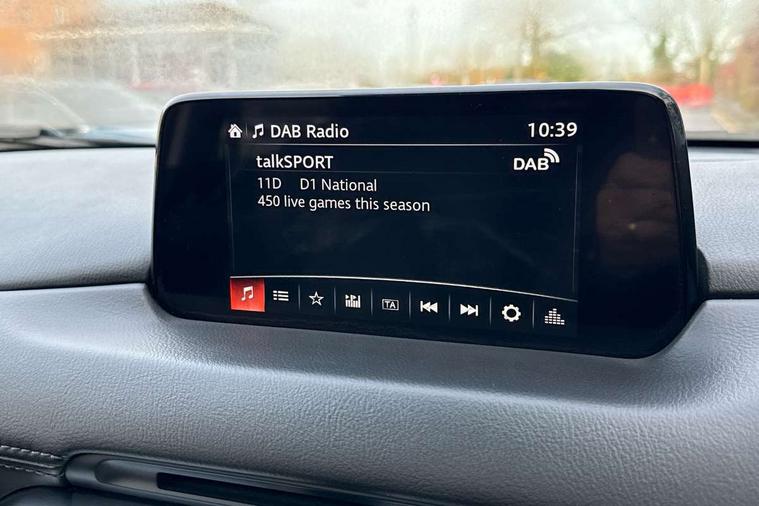 DAB Radio 10:39
talkSPORT DAB
11D D1 National
450 live games this season
TA